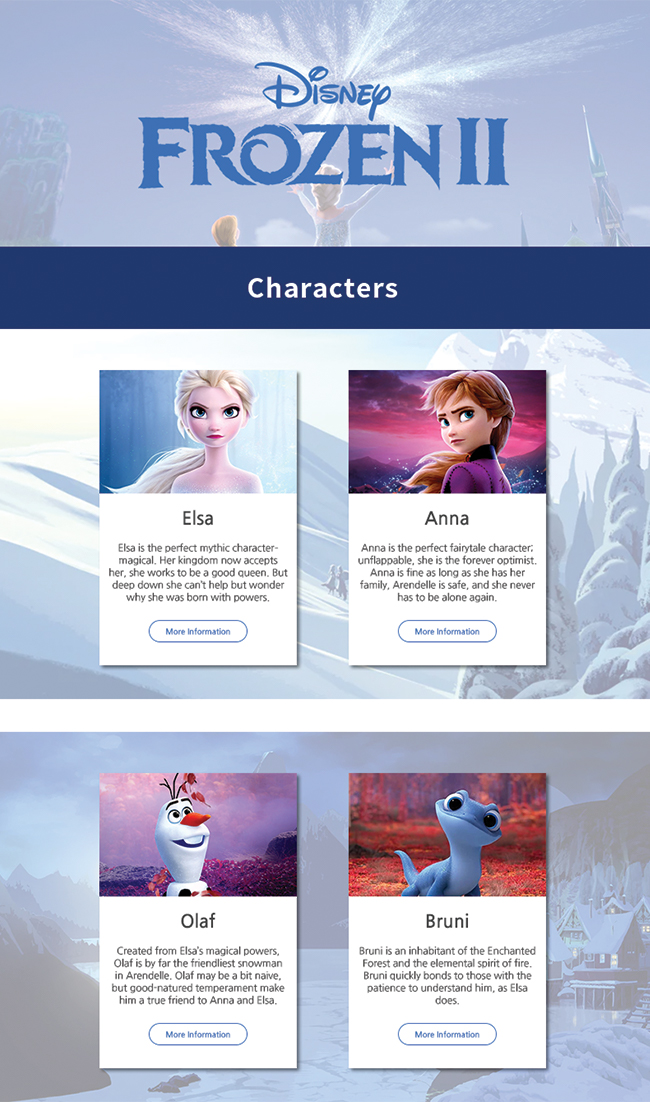 Disney
FROZEN II
Characters
Elsa
Elsa is the perfect mythic character-
magical. Her kingdom now accepts
her, she works to be a good queen. But
deep down she can't help but wonder
why she was born with powers.
More Information
Anna
Anna is the perfect fairytale character;
unflappable, she is the forever optimist.
Anna is fine as long as she has her
family, Arendelle is safe, and she never
has to be alone again.
More Information
Olaf
Created from Elsa's magical powers,
Olaf is by far the friendliest snowman
in Arendelle. Olaf may be a bit naive,
but good-natured temperament make
him a true friend to Anna and Elsa.
More Information
Bruni
Bruni is an inhabitant of the Enchanted
Forest and the elemental spirit of fire.
Bruni quickly bonds to those with the
patience to understand him, as Elsa
does.
More Information